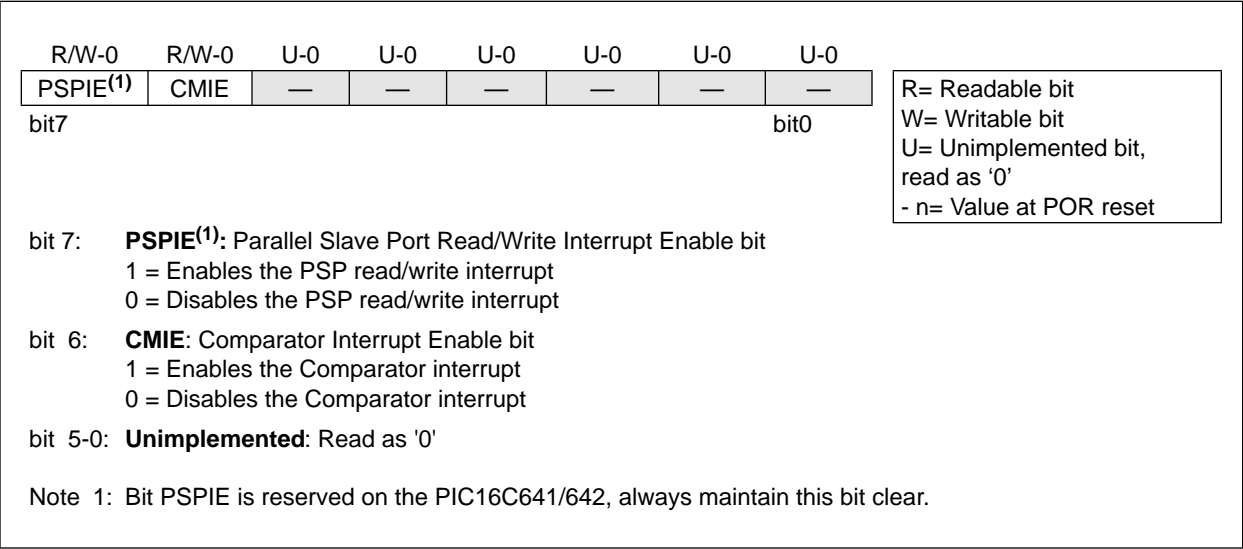 R/W-0 R/W-0 U-0 U-0 U-0 U-0 U-0 U-0
PSPIE(1) CMIE — — — — — —
bit7 bit0
R= Readable bit
W= Writable bit
U= Unimplemented bit,
read as ‘0’
- n= Value at POR reset
bit 7: PSPIE(1): Parallel Slave Port Read/Write Interrupt Enable bit
1 = Enables the PSP read/write interrupt
0 = Disables the PSP read/write interrupt
bit 6: CMIE: Comparator Interrupt Enable bit
1 = Enables the Comparator interrupt
0 = Disables the Comparator interrupt
bit 5-0: Unimplemented: Read as '0'
Note 1: Bit PSPIE is reserved on the PIC16C641/642, always maintain this bit clear.